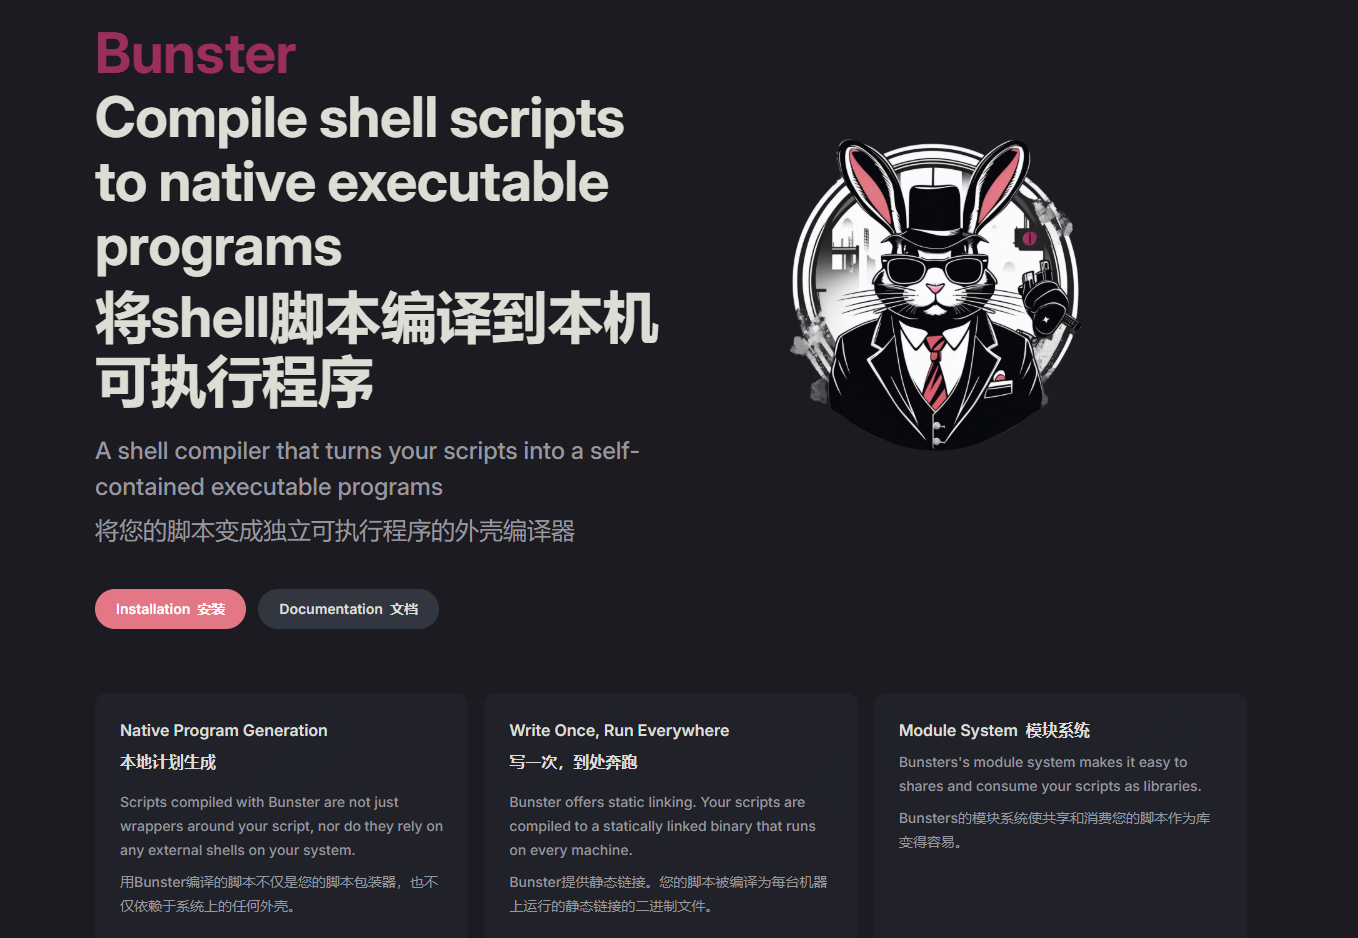 Bunster
Compile shell scripts
to native executable
programs
将shell脚本编译到本机
可执行程序
A shell compiler that turns your scripts into a self-
contained executable programs
将您的脚本变成独立可执行程序的外壳编译器
Installation 安装
Documentation 文档
Native Program Generation
本地计划生成
Scripts compiled with Bunster are not just
wrappers around your script, nor do they rely on
any external shells on your system.
用Bunster编译的脚本不仅是您的脚本包装器，也不
仅依赖于系统上的任何外壳。
Write Once, Run Everywhere
写一次，到处奔跑
Bunster offers static linking. Your scripts are
compiled to a statically linked binary that runs
on every machine.
Bunster提供静态链接。您的脚本被编译为每台机器
上运行的静态链接的二进制文件。
Module System 模块系统
Bunsters's module system makes it easy to
shares and consume your scripts as libraries.
Bunsters的模块系统使共享和消费您的脚本作为库
变得容易。